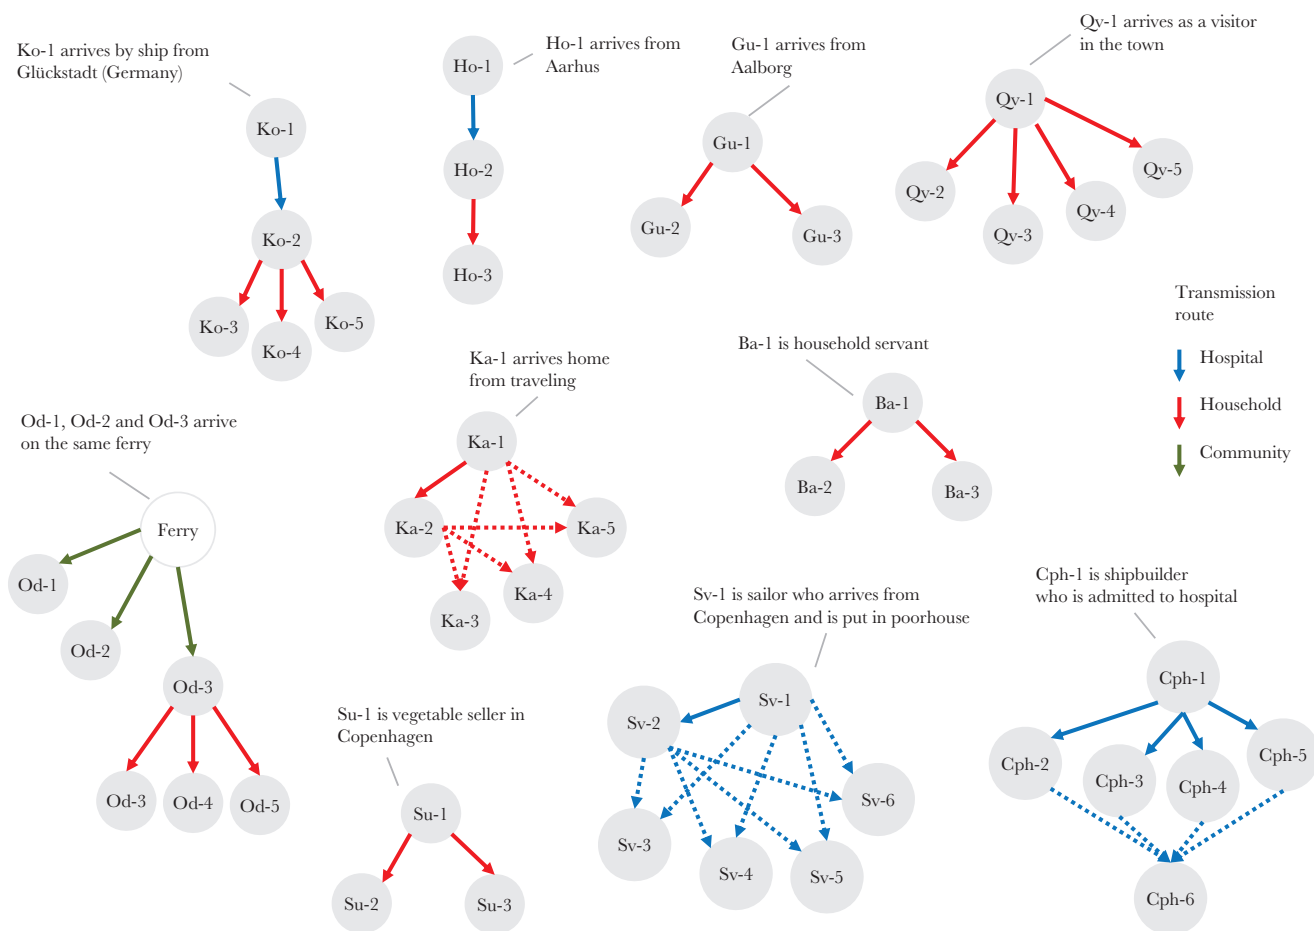 Ko-1 arrives by ship from
Glückstadt (Germany)
Ko-1
Ko-2
Ko-3
Ko-4
Ko-5
Ho-1 arrives from
Aarhus
Ho-1
Ho-2
Ho-3
Gu-1 arrives from
Aalborg
Gu-1
Gu-2
Gu-3
Qv-1 arrives as a visitor
in the town
Qv-1
Qv-2
Qv-3
Qv-4
Qv-5
Transmission
route
Hospital
Household
Community
Od-1, Od-2 and Od-3 arrive
on the same ferry
Ferry
Od-1
Od-2
Od-3
Od-3
Od-4
Od-5
Ka-1 arrives home
from traveling
Ka-1
Ka-2
Ka-3
Ka-4
Ka-5
Ba-1 is household servant
Ba-1
Ba-2
Ba-3
Su-1 is vegetable seller in
Copenhagen
Su-1
Su-2
Su-3
Sv-1 is sailor who arrives from
Copenhagen and is put in poorhouse
Sv-1
Sv-2
Sv-3
Sv-4
Sv-5
Sv-6
Cph-1 is shipbuilder
who is admitted to hospital
Cph-1
Cph-2
Cph-3
Cph-4
Cph-5
Cph-6